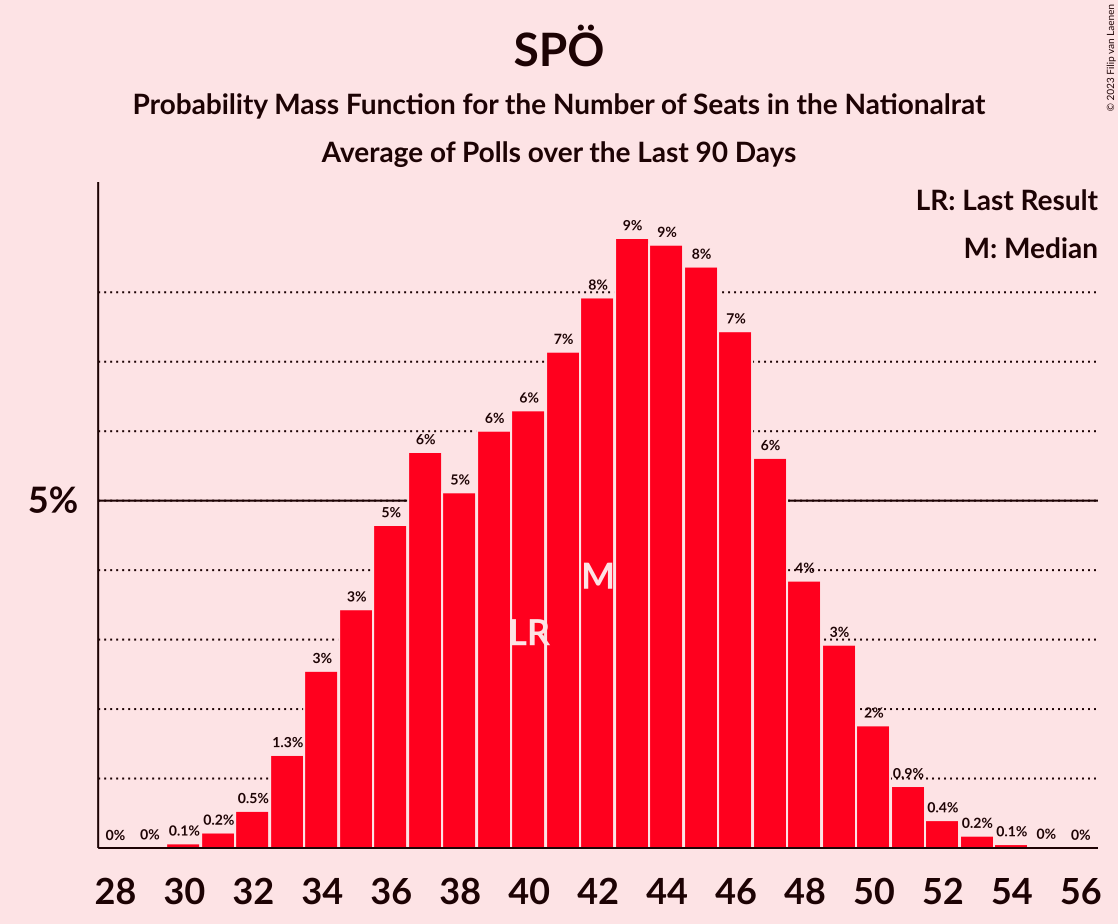 SPÖ
Probability Mass Function for the Number of Seats in the Nationalrat
Average of Polls over the Last 90 Days
© 2023 Filip van Laenen
LR: Last Result
M: Median
5%
0% 0% 0.1% 0.2% 0.5% 1.3% 3% 3% 5% 6% 5% 6% 6% 7% 8% 9% 9% 8% 7% 6% 4% 3% 2% 0.9% 0.4% 0.2% 0.1% 0% 0%
M
LR
28 30 32 34 36 38 40 42 44 46 48 50 52 54 56